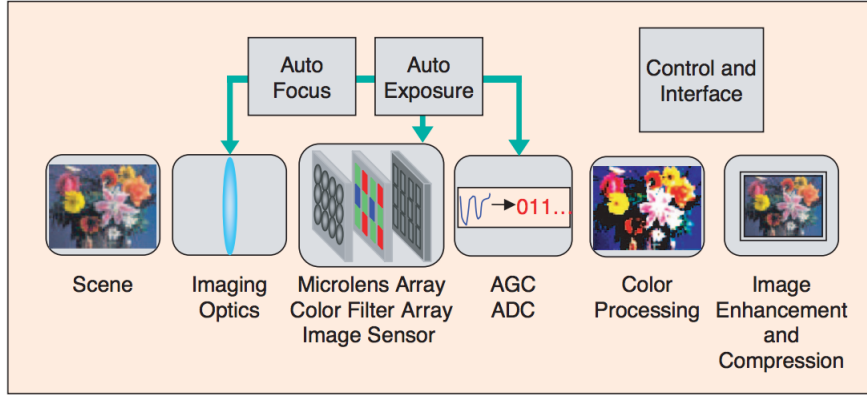 Auto
Focus
Auto
Exposure
Control and
Interface
011...
Scene
Imaging
Optics
Microlens Array
Color Filter Array
Image Sensor
AGC
ADC
Color
Processing
Image
Enhancement
and
Compression